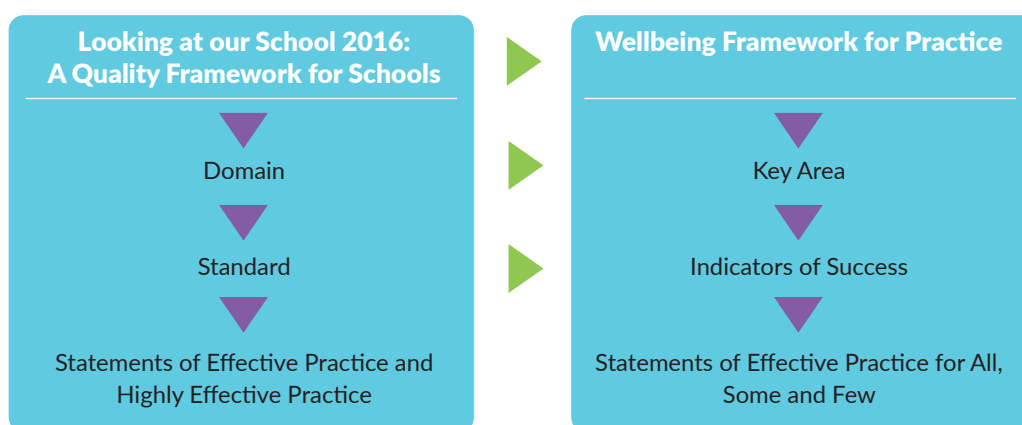 Looking at our School 2016:
A Quality Framework for Schools
Domain
Standard
Statements of Effective Practice and
Highly Effective Practice
Wellbeing Framework for Practice
Key Area
Indicators of Success
Statements of Effective Practice for All,
Some and Few